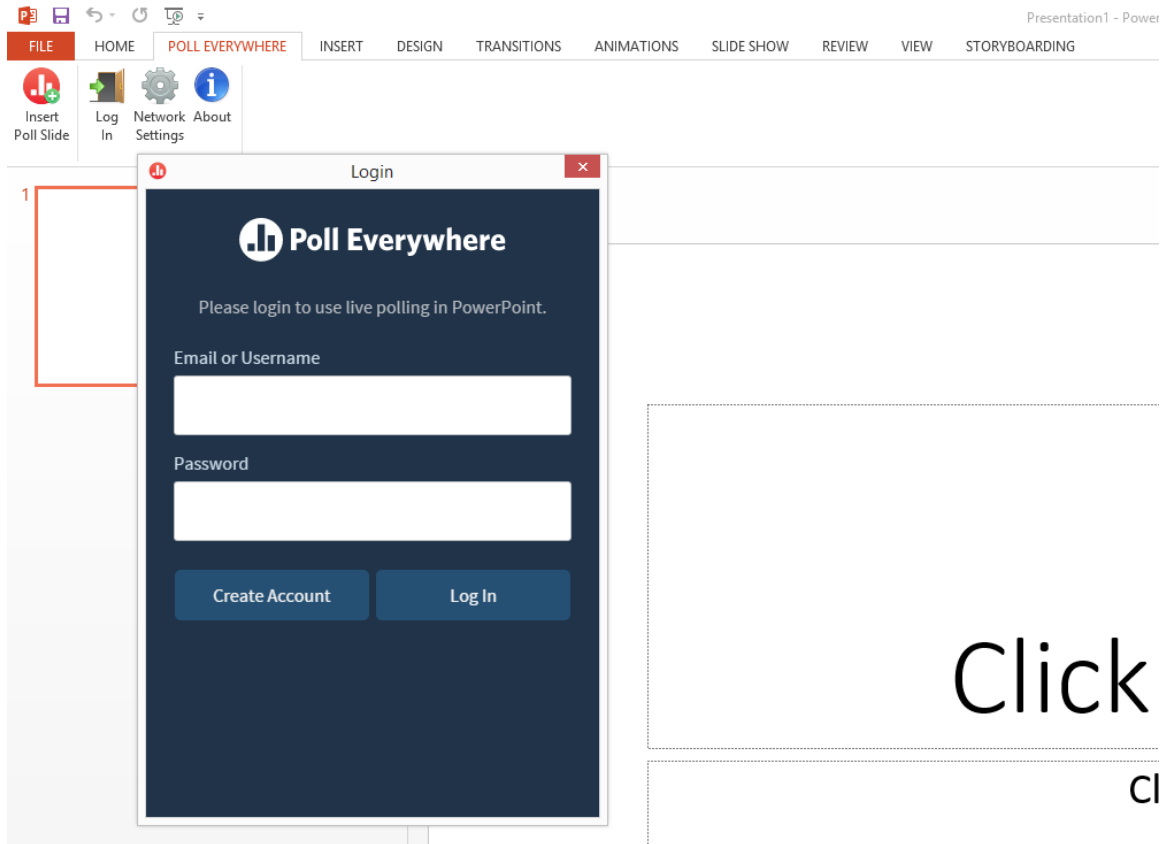 Presentation1 - Power
FILE HOME POLL EVERYWHERE INSERT DESIGN TRANSITIONS ANIMATIONS SLIDE SHOW REVIEW VIEW STORYBOARDING
Insert Log Network About
Poll Slide In Settings
Login
1
Poll Everywhere
Please login to use live polling in PowerPoint.
Email or Username
Password
Create Account Log In
Click
Cl